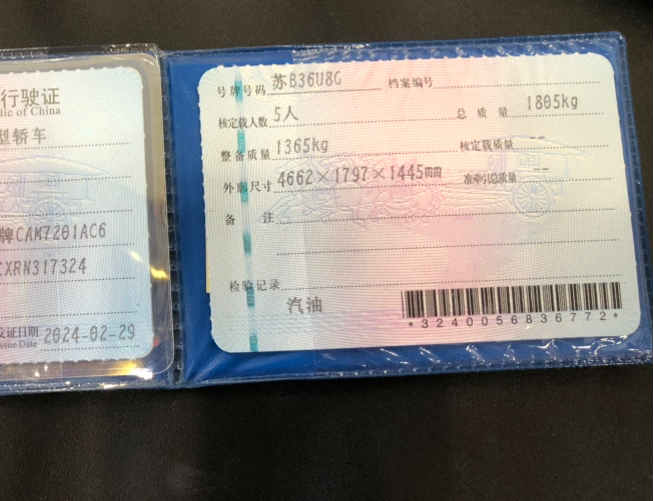 行驶证
lic of China
型轿车
牌CAM7201AC6
CXRN317324
发证日期 2024-02-29
Issue Date
号牌号码 苏B36U8G 档案编号
核定载人数 5人 总质量 1805kg
整备质量 1365kg 核定载质量 --
外廓尺寸 4662×1797×1445mm 准牵引总质量 --
备注
检验记录
汽油
*3240056836772*